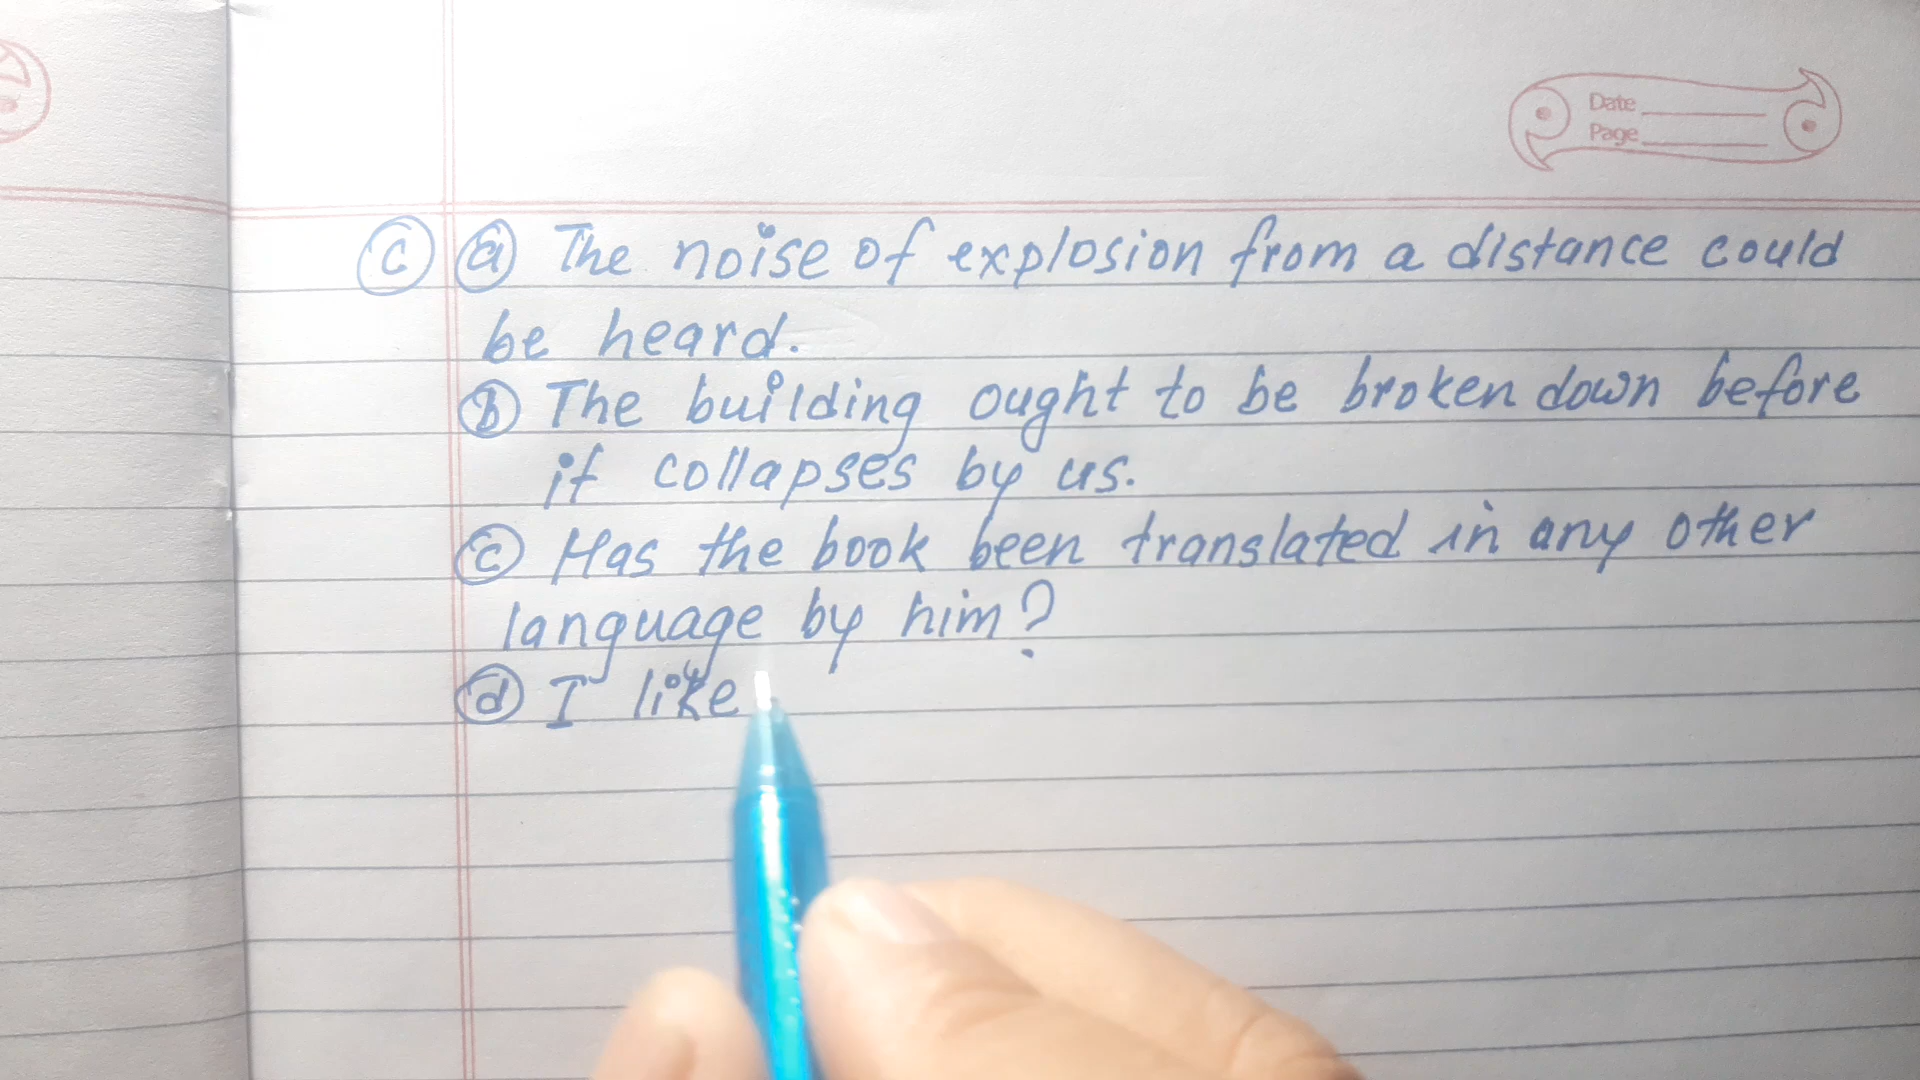 Date
Page
(C) (a) The noise of explosion from a distance could
be heard.
(b) The building ought to be broken down before
it collapses by us.
(c) Has the book been translated in any other
language by him?
(d) I like